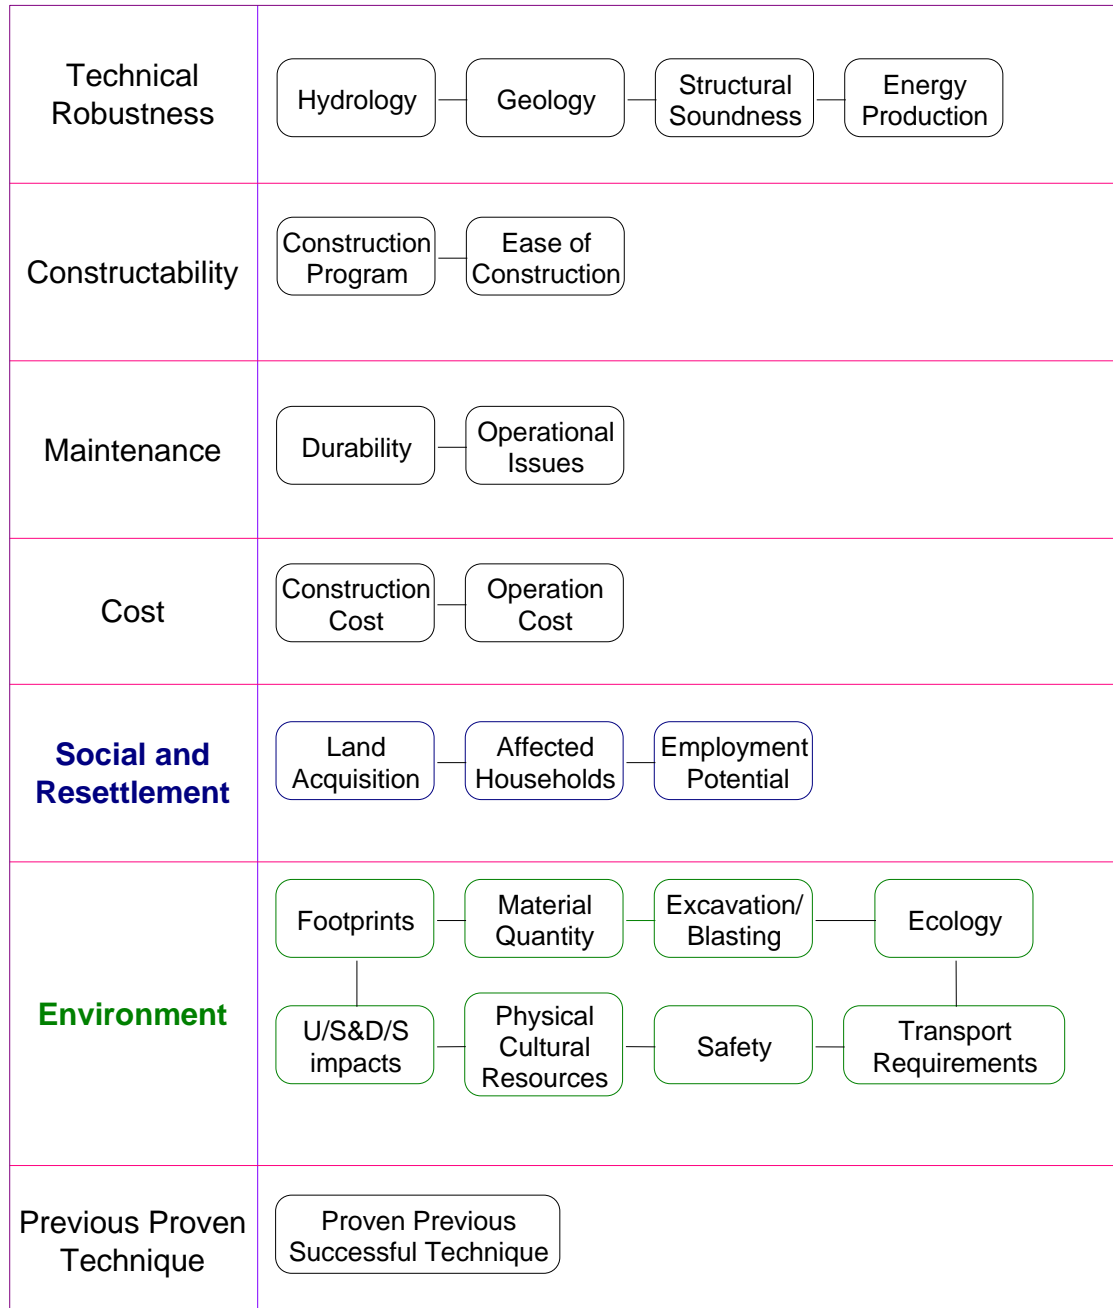 Technical
Robustness
Hydrology
Geology
Structural
Soundness
Energy
Production
Constructability
Construction
Program
Ease of
Construction
Maintenance
Durability
Operational
Issues
Cost
Construction
Cost
Operation
Cost
Social and
Resettlement
Land
Acquisition
Affected
Households
Employment
Potential
Environment
Footprints
Material
Quantity
Excavation/
Blasting
Ecology
U/S&D/S
impacts
Physical
Cultural
Resources
Safety
Transport
Requirements
Previous Proven
Technique
Proven Previous
Successful Technique